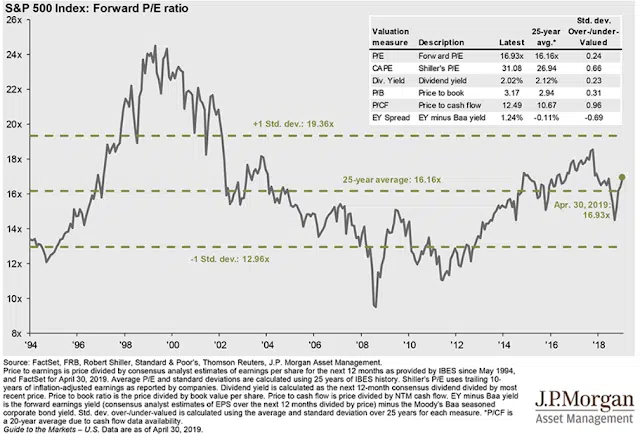 S&P 500 Index: Forward P/E ratio
26x
24x
22x
20x
18x
16x
14x
12x
10x
8x
Valuation measure Description Latest 25-year avg.* Std. dev. Over-/under-Valued
P/E Forward P/E 16.93x 16.16x 0.24
CAPE Shiller's P/E 31.08 26.94 0.66
Div. Yield Dividend yield 2.02% 2.12% 0.23
P/B Price to book 3.17 2.94 0.31
P/CF Price to cash flow 12.49 10.67 0.96
EY Spread EY minus Baa yield 1.24% -0.11% -0.69
+1 Std. dev.: 19.36x
25-year average: 16.16x
Apr. 30, 2019:
16.93x
-1 Std. dev.: 12.96x
'94 '96 '98 '00 '02 '04 '06 '08 '10 '12 '14 '16 '18
Source: FactSet, FRB, Robert Shiller, Standard & Poor's, Thomson Reuters, J.P. Morgan Asset Management.
Price to earnings is price divided by consensus analyst estimates of earnings per share for the next 12 months as provided by IBES since May 1994,
and FactSet for April 30, 2019. Average P/E and standard deviations are calculated using 25 years of IBES history. Shiller's P/E uses trailing 10-
years of inflation-adjusted earnings as reported by companies. Dividend yield is calculated as the next 12-month consensus dividend divided by most
recent price. Price to book ratio is the price divided by book value per share. Price to cash flow is price divided by NTM cash flow. EY minus Baa yield
is the forward earnings yield (consensus analyst estimates of EPS over the next 12 months divided by price) minus the Moody's Baa seasoned
corporate bond yield. Std. dev. over-/under-valued is calculated using the average and standard deviation over 25 years for each measure. *P/CF is
a 20-year average due to cash flow data availability.
Guide to the Markets – U.S. Data are as of April 30, 2019.
J.P.Morgan
Asset Management